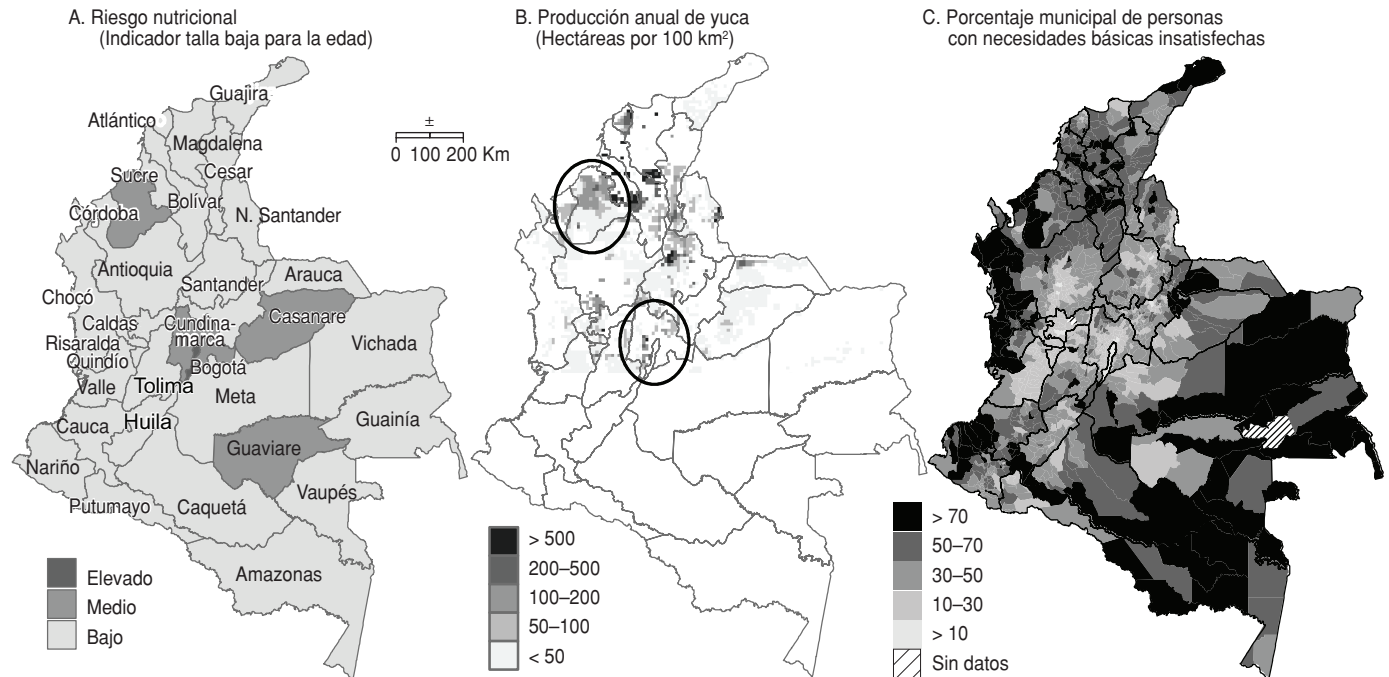 A. Riesgo nutricional
(Indicador talla baja para la edad)
Guajira
Atlántico
Magdalena
Cesar
Sucre
Bolívar
Córdoba
N. Santander
Antioquia
Arauca
Santander
Chocó
Casanare
Caldas
Cundina-
marca
Risaralda
Vichada
Quindío
Bogotá
Valle
Tolima
Meta
Guainía
Cauca
Huilá
Guaviare
Nariño
Vaupés
Putumayo
Caquetá
Amazonas
Elevado
Medio
Bajo
±
0 100 200 Km
B. Producción anual de yuca
(Hectáreas por 100 km²)
> 500
200–500
100–200
50–100
< 50
C. Porcentaje municipal de personas
con necesidades básicas insatisfechas
> 70
50–70
30–50
10–30
> 10
Sin datos